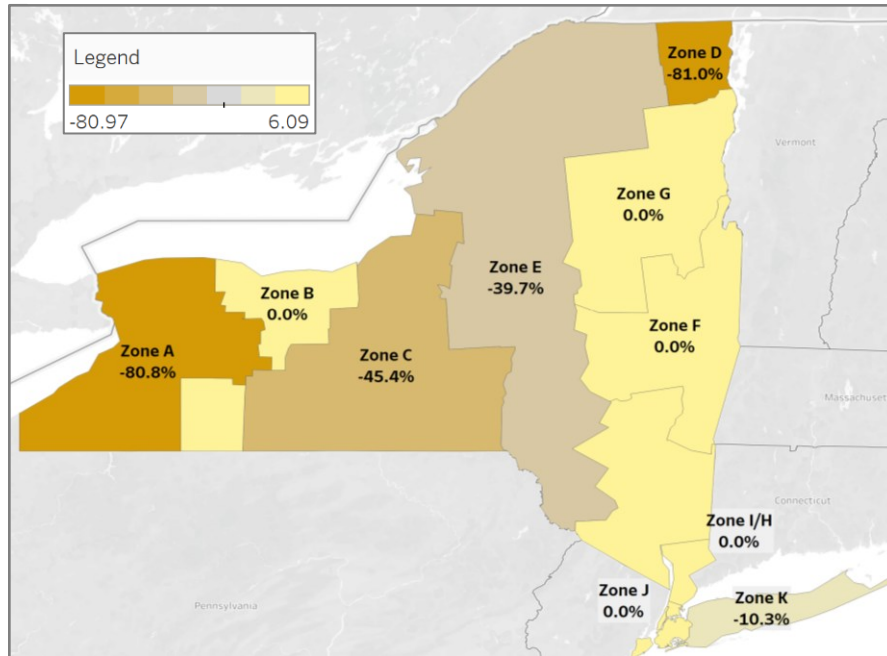 Legend
-80.97 6.09
Zone D
-81.0%
Vermont
Zone G
0.0%
Zone B
0.0%
Zone E
-39.7%
Zone F
0.0%
Zone A
-80.8%
Zone C
-45.4%
Massachuset
Connecticut
Zone I/H
0.0%
Zone J
0.0%
Zone K
-10.3%
Pennsylvania